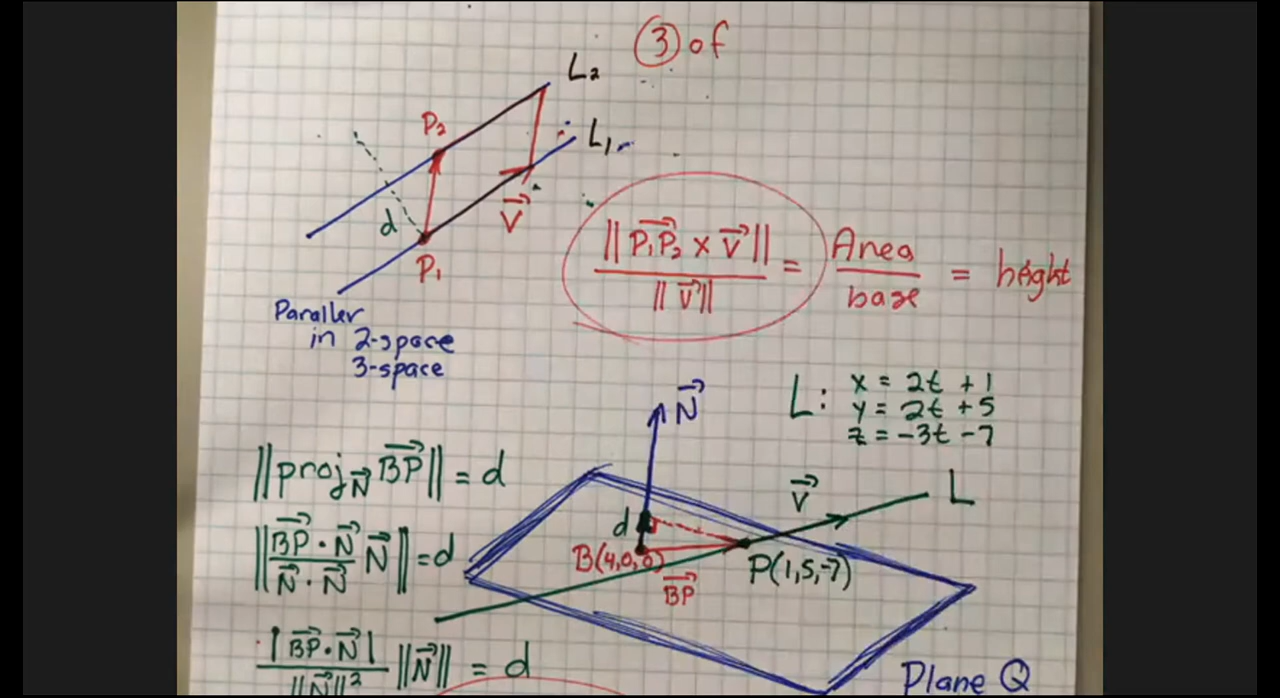 ③ of
L₂
P₂
L₁
d
V⃗
P₁
‖P₁P₂⃗ × V⃗‖ / ‖V⃗‖ = Area / base = height
Parallel
in 2-space
3-space
N⃗
L: x = 2t + 1
y = 2t + 5
z = -3t - 7
‖proj_N⃗ BP⃗‖ = d
V⃗
L
d
B(4,0,0)
P(1,5,-7)
BP⃗
‖(BP⃗ · N⃗ / N⃗ · N⃗) N⃗‖ = d
|BP⃗ · N⃗| / ‖N⃗‖² ‖N⃗‖ = d
Plane Q